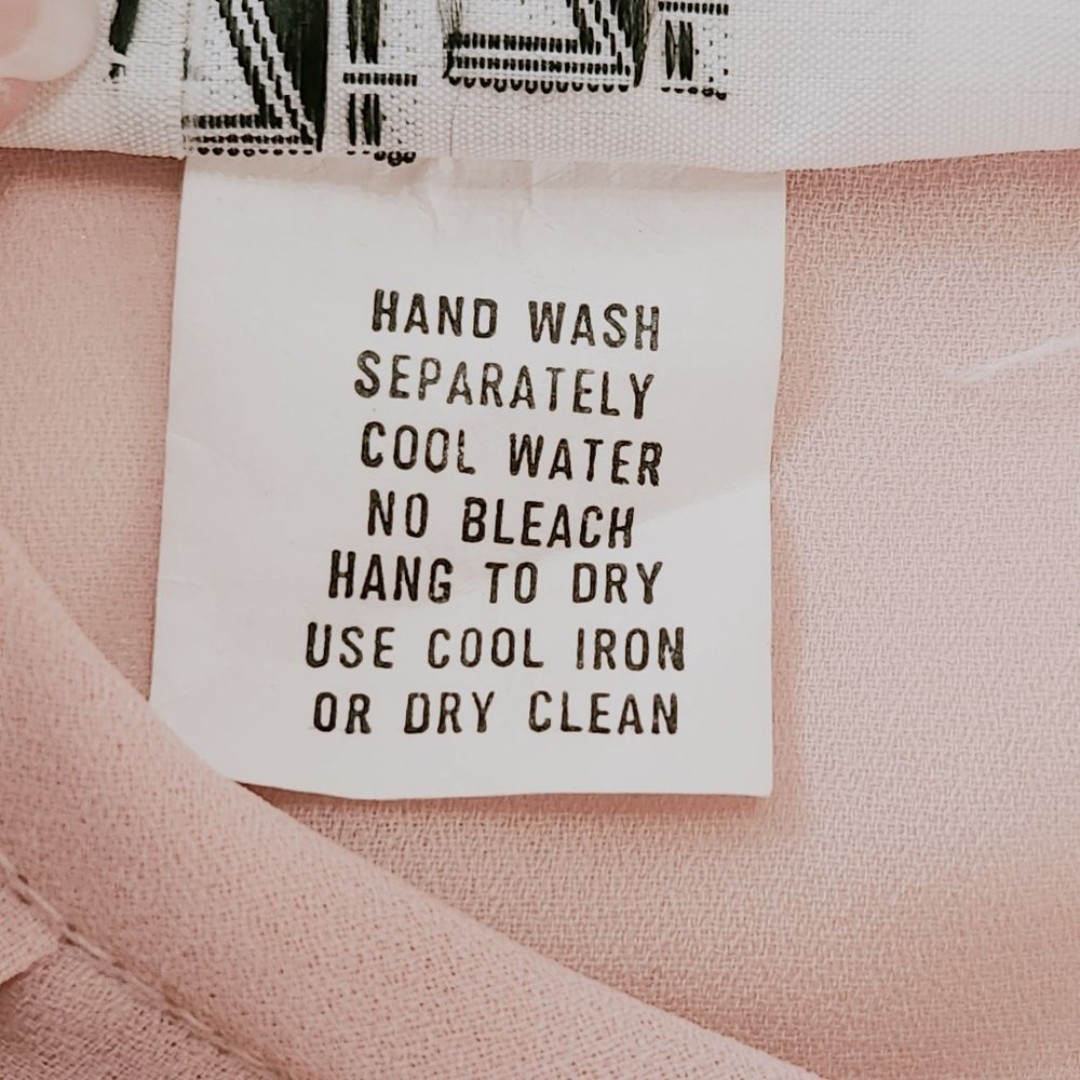 HAND WASH
SEPARATELY
COOL WATER
NO BLEACH
HANG TO DRY
USE COOL IRON
OR DRY CLEAN